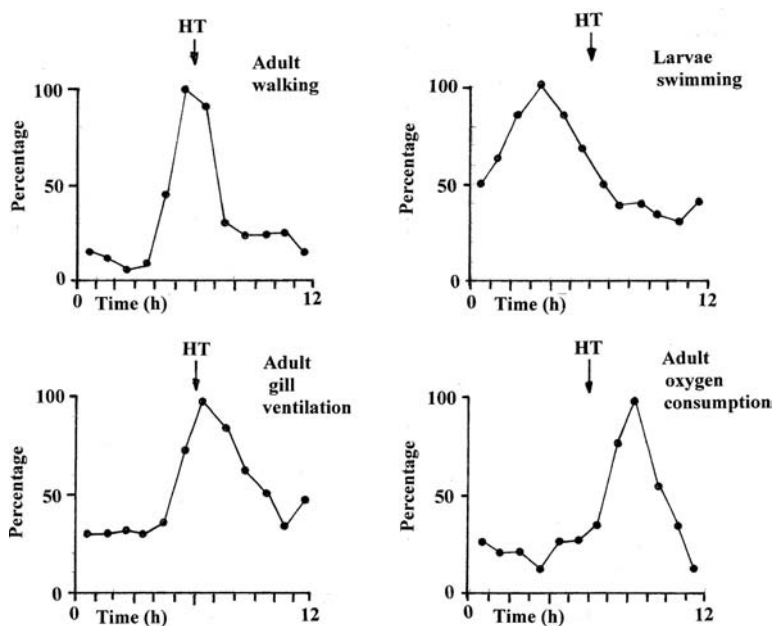 HT
Adult
walking
100
50
0
Percentage
0 Time (h) 12
HT
Larvae
swimming
100
50
0
Percentage
0 Time (h) 12
HT
Adult
gill
ventilation
100
50
0
Percentage
0 Time (h) 12
HT
Adult
oxygen
consumption
100
50
0
Percentage
0 Time (h) 12